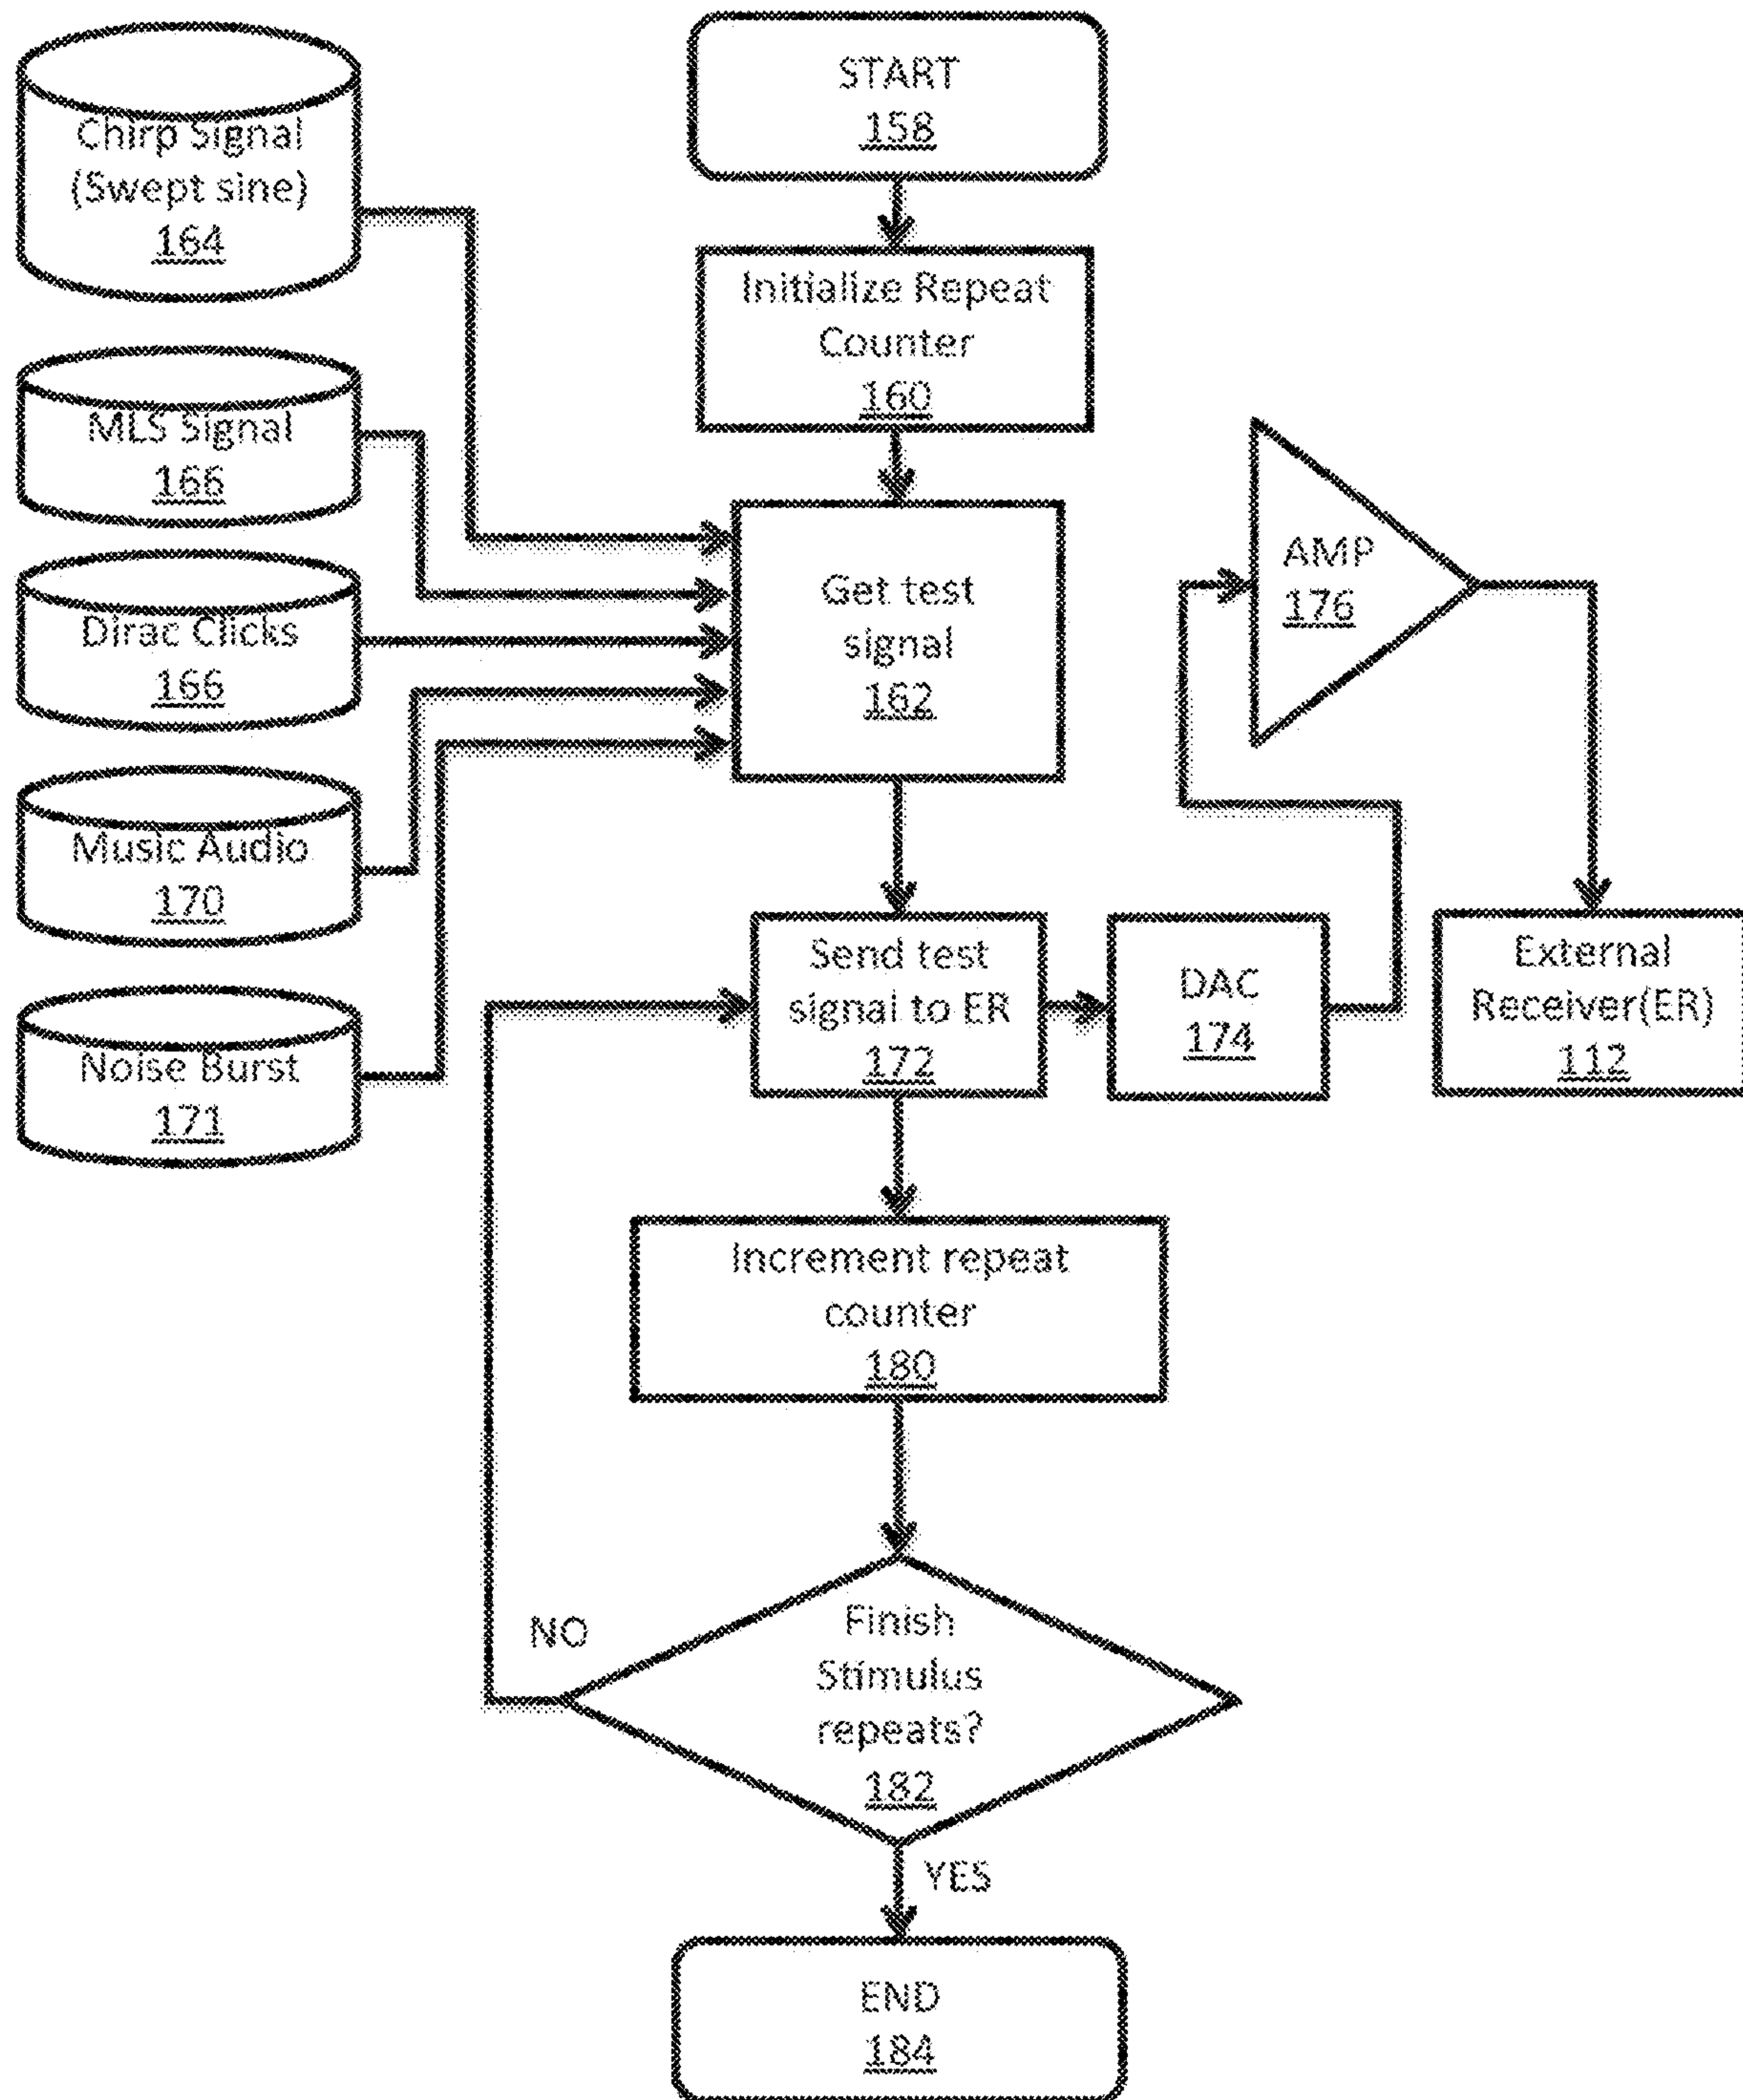 Chirp Signal
(Swept sine)
164
MLS Signal
166
Dirac Clicks
166
Music Audio
170
Noise Burst
171
START
158
Initialize Repeat
Counter
160
Get test
signal
162
Send test
signal to ER
172
DAC
174
AMP
176
External
Receiver(ER)
112
Increment repeat
counter
180
Finish
Stimulus
repeats?
182
NO
YES
END
184